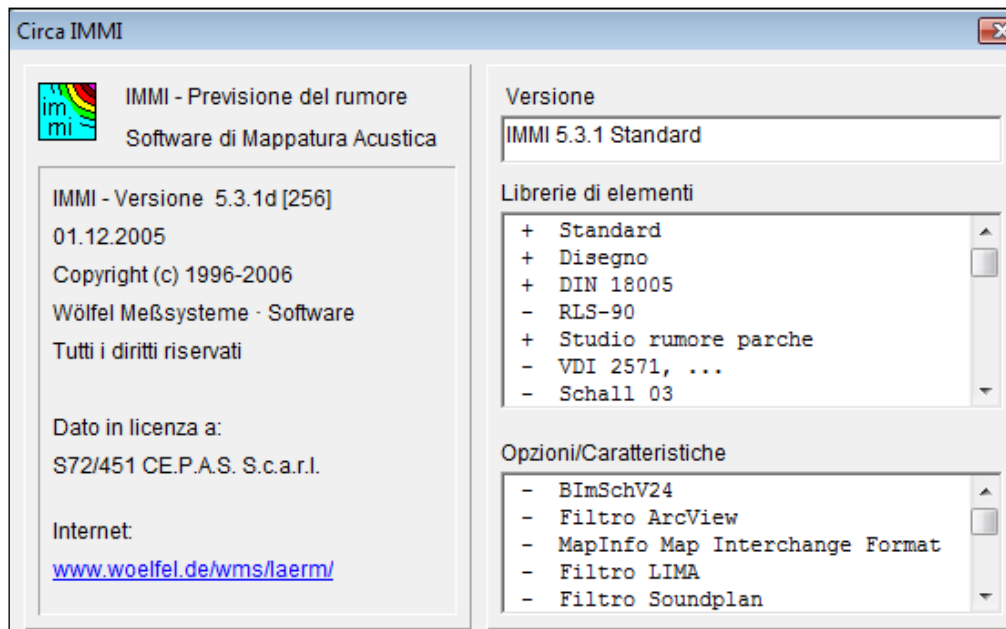 Circa IMMI
im
mi
IMMI - Previsione del rumore
Software di Mappatura Acustica
IMMI - Versione 5.3.1d [256]
01.12.2005
Copyright (c) 1996-2006
Wölfel Meßsysteme · Software
Tutti i diritti riservati
Dato in licenza a:
S72/451 CE.P.A.S. S.c.a.r.l.
Internet:
www.woelfel.de/wms/laerm/
Versione
IMMI 5.3.1 Standard
Librerie di elementi
+ Standard
+ Disegno
+ DIN 18005
- RLS-90
+ Studio rumore parche
- VDI 2571, ...
- Schall 03
Opzioni/Caratteristiche
- BImSchV24
- Filtro ArcView
- MapInfo Map Interchange Format
- Filtro LIMA
- Filtro Soundplan